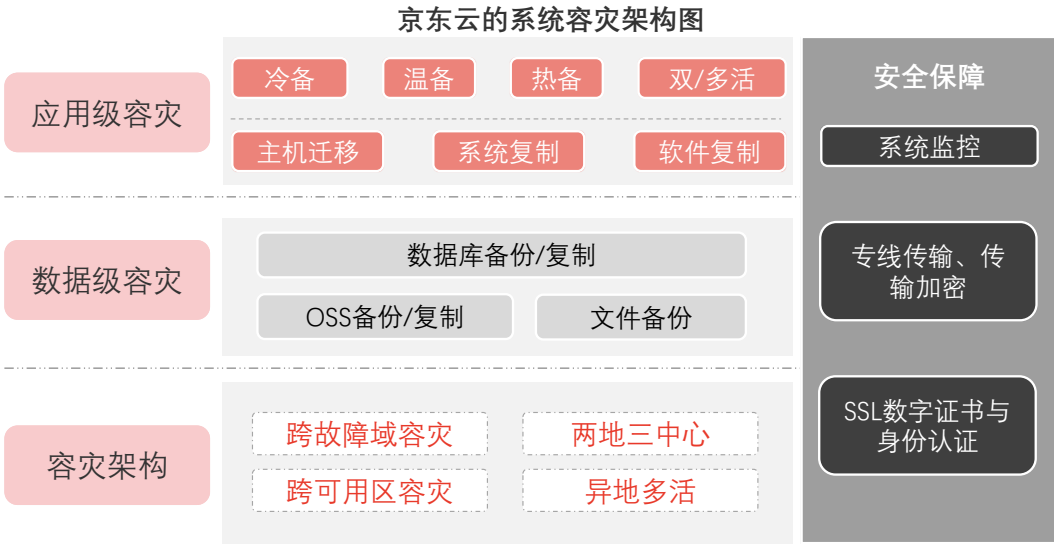 京东云的系统容灾架构图
应用级容灾
冷备
温备
热备
双/多活
主机迁移
系统复制
软件复制
数据级容灾
数据库备份/复制
OSS备份/复制
文件备份
容灾架构
跨故障域容灾
两地三中心
跨可用区容灾
异地多活
安全保障
系统监控
专线传输、传
输加密
SSL数字证书与
身份认证